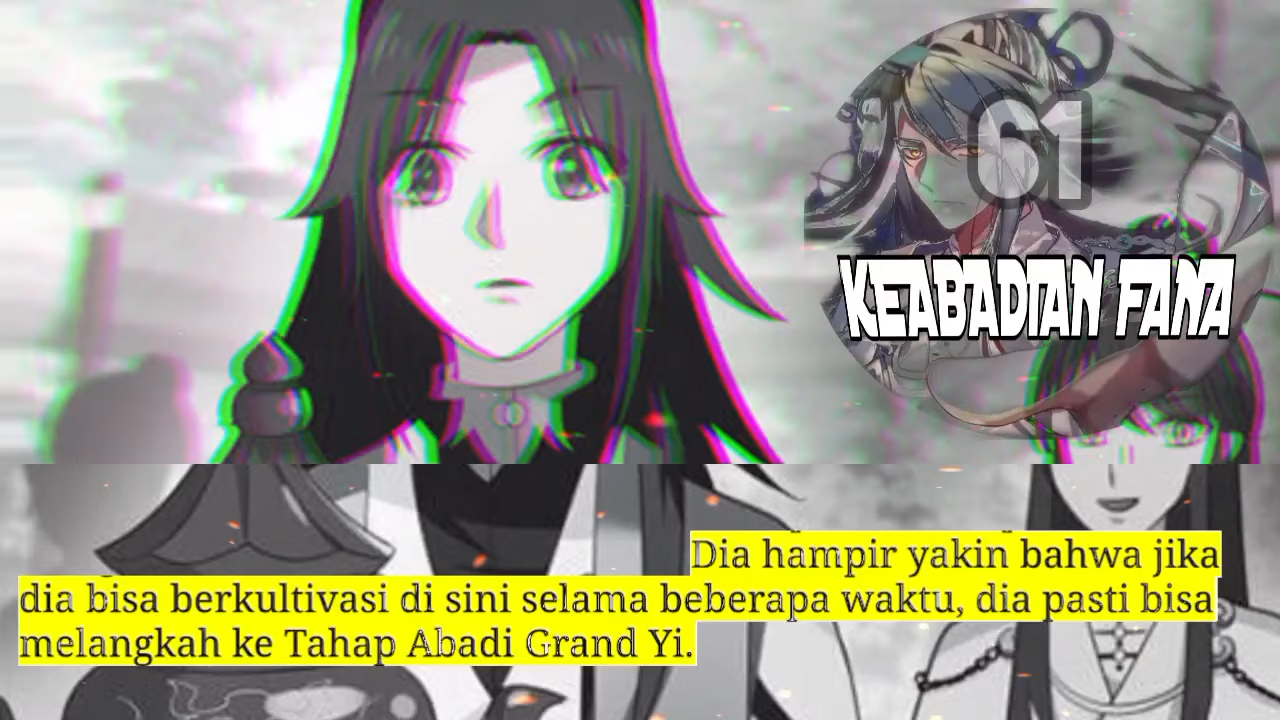 61
KEABADIAN FANA
Dia hampir yakin bahwa jika
dia bisa berkultivasi di sini selama beberapa waktu, dia pasti bisa
melangkah ke Tahap Abadi Grand Yi.